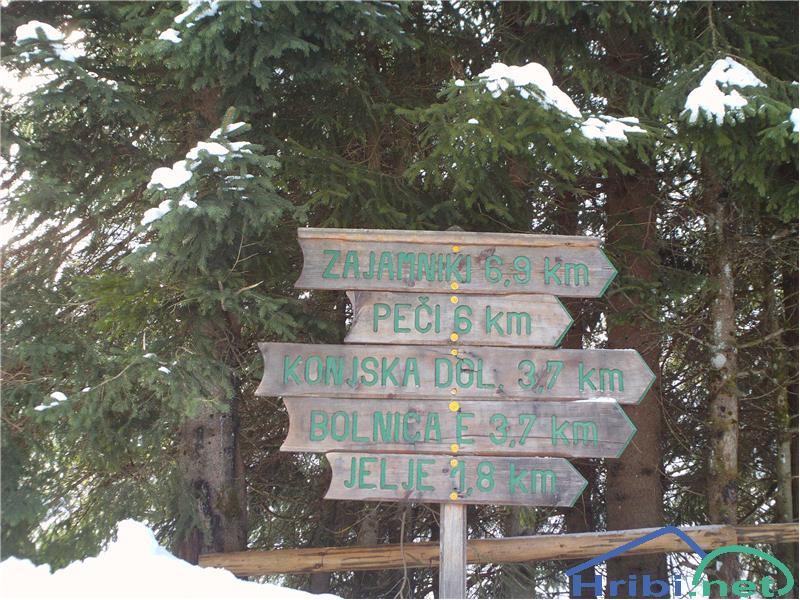 ZAJAMNIKI 6,9 km
PEČI 6 km
KONJSKA DOL. 3,7 km
BOLNICA E 3,7 km
JELJE 1,8 km
Hribi.net